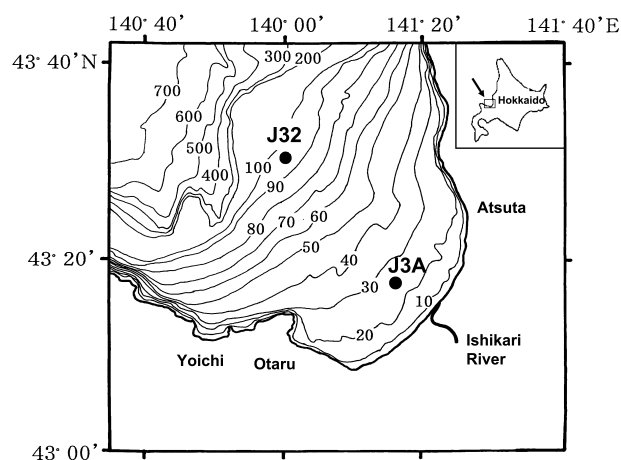 140° 40' 140° 00' 141° 20' 141° 40'E
43° 40'N
300 200
700
600
500
400
Hokkaido
J32
100
90
80 70 60
50
40
Atsuta
43° 20'
J3A
30
10
20
Ishikari
River
Yoichi Otaru
43° 00'